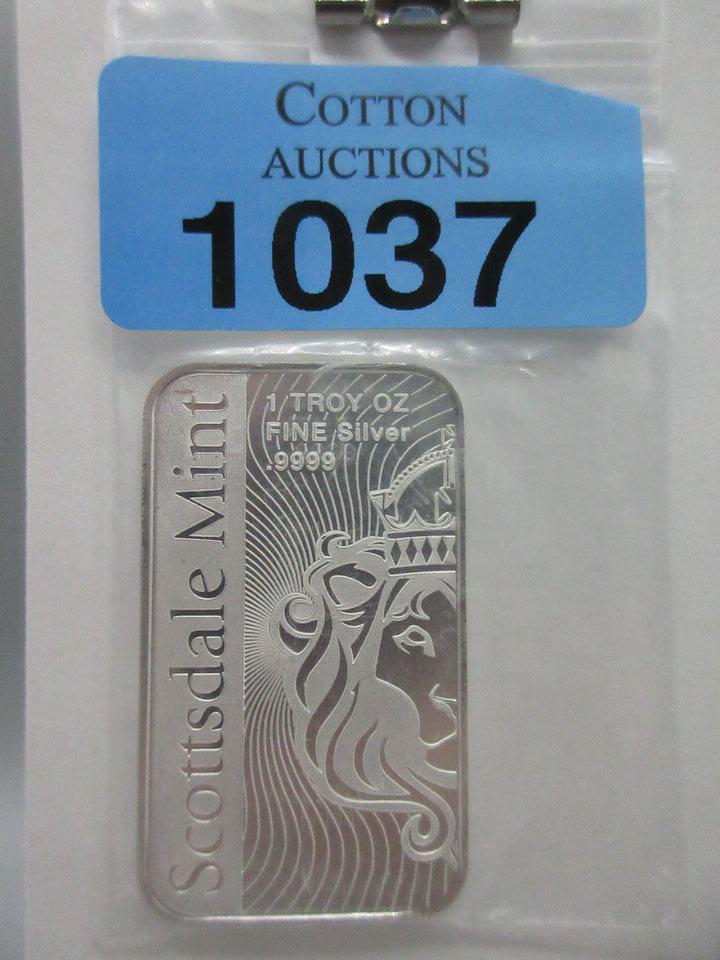 COTTON
AUCTIONS
1037
1 TROY OZ
FINE Silver
.9999
Scottsdale Mint